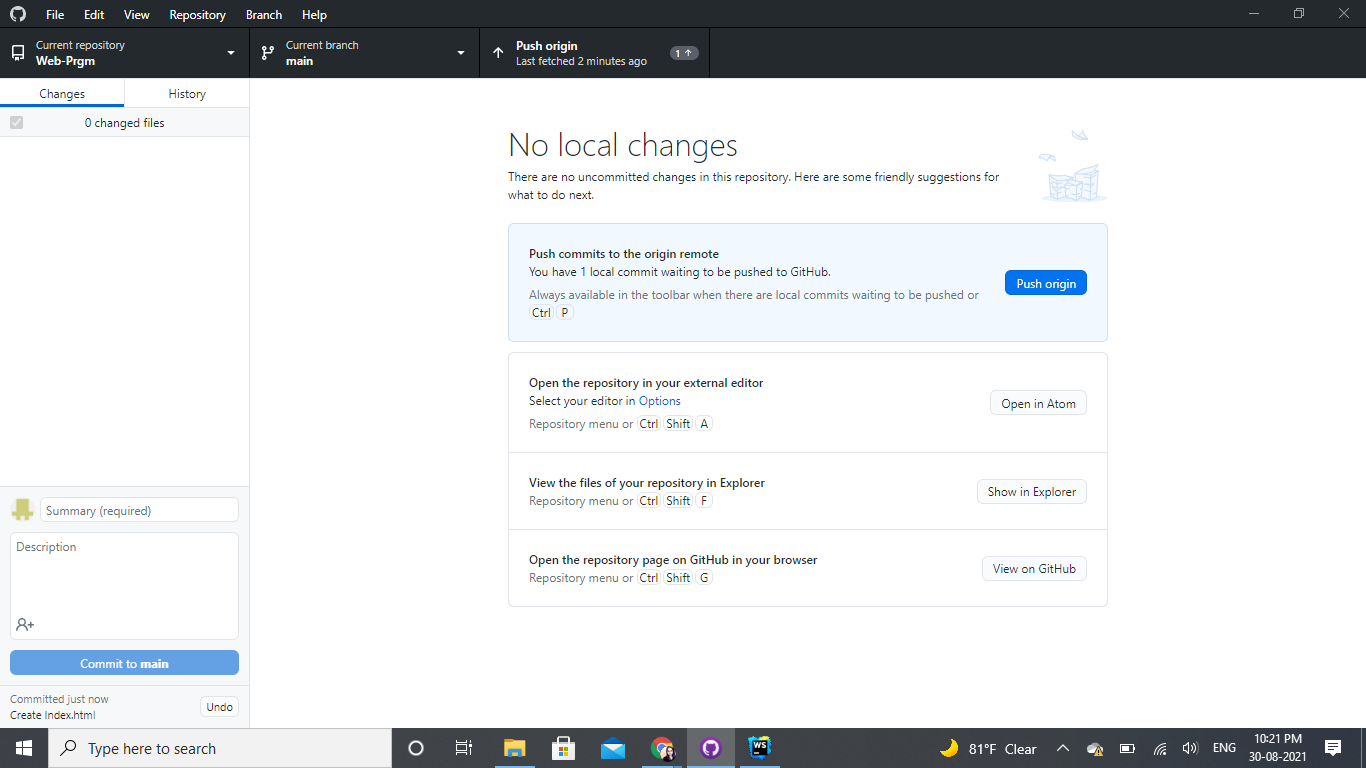 File Edit View Repository Branch Help
Current repository
Web-Prgm
Current branch
main
Push origin
Last fetched 2 minutes ago
1
Changes
History
0 changed files
No local changes
There are no uncommitted changes in this repository. Here are some friendly suggestions for
what to do next.
Push commits to the origin remote
You have 1 local commit waiting to be pushed to GitHub.
Always available in the toolbar when there are local commits waiting to be pushed or
Ctrl P
Push origin
Open the repository in your external editor
Select your editor in Options
Repository menu or Ctrl Shift A
Open in Atom
View the files of your repository in Explorer
Repository menu or Ctrl Shift F
Show in Explorer
Open the repository page on GitHub in your browser
Repository menu or Ctrl Shift G
View on GitHub
Summary (required)
Description
Commit to main
Committed just now
Create Index.html
Undo
Type here to search
WS
81°F Clear
ENG
10:21 PM
30-08-2021